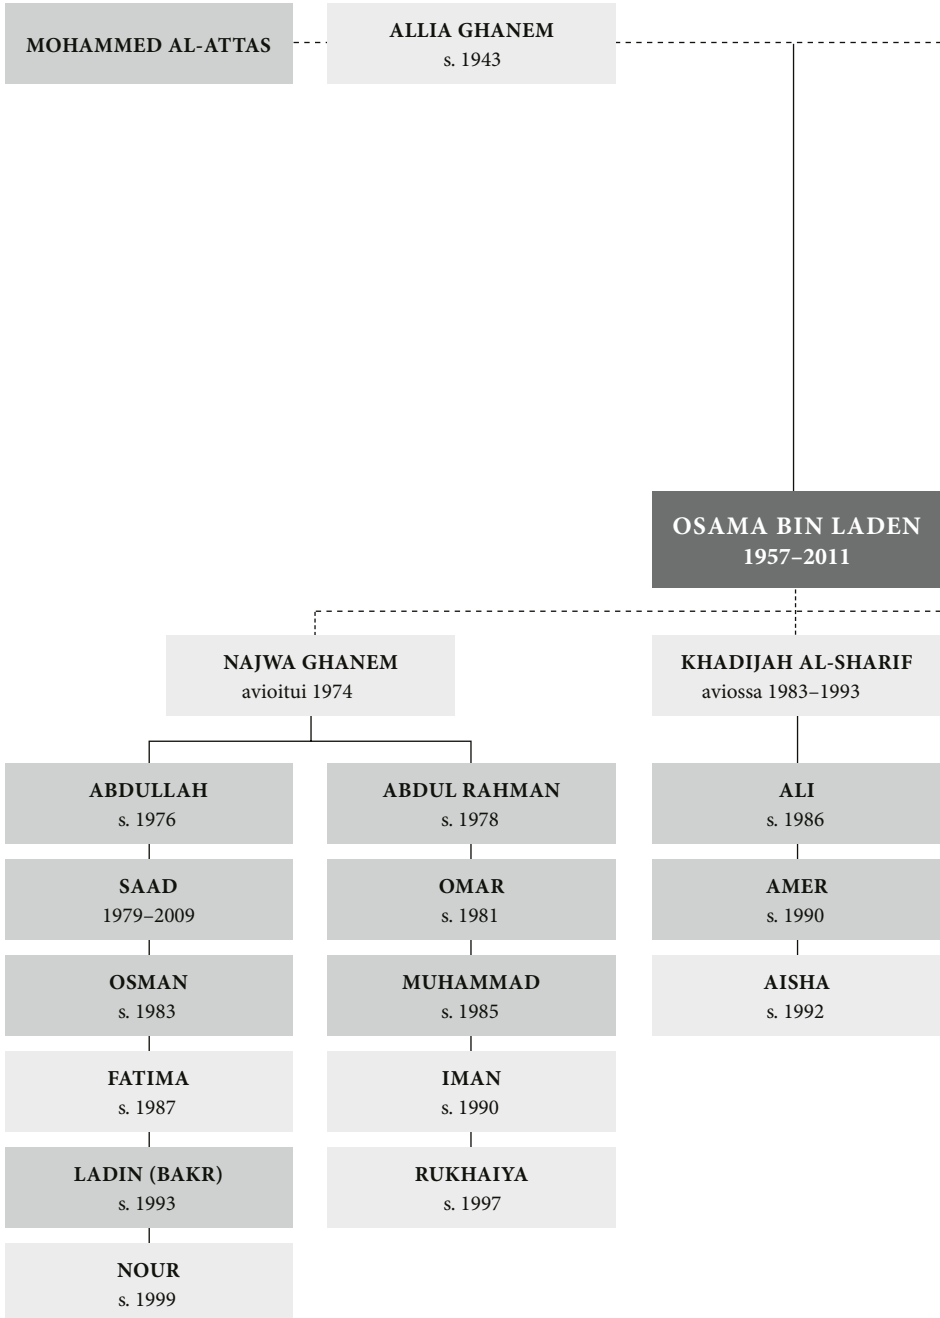 MOHAMMED AL-ATTAS
ALLIA GHANEM
s. 1943
OSAMA BIN LADEN
1957–2011
NAJWA GHANEM
avioitui 1974
KHADIJAH AL-SHARIF
aviossa 1983–1993
ABDULLAH
s. 1976
ABDUL RAHMAN
s. 1978
ALI
s. 1986
SAAD
1979–2009
OMAR
s. 1981
AMER
s. 1990
OSMAN
s. 1983
MUHAMMAD
s. 1985
AISHA
s. 1992
FATIMA
s. 1987
IMAN
s. 1990
LADIN (BAKR)
s. 1993
RUKHAIYA
s. 1997
NOUR
s. 1999